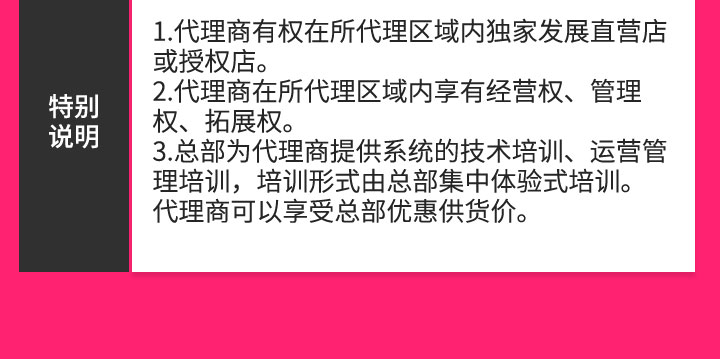 特别
说明
1.代理商有权在所代理区域内独家发展直营店
或授权店。
2.代理商在所代理区域内享有经营权、管理
权、拓展权。
3.总部为代理商提供系统的技术培训、运营管
理培训，培训形式由总部集中体验式培训。
代理商可以享受总部优惠供货价。